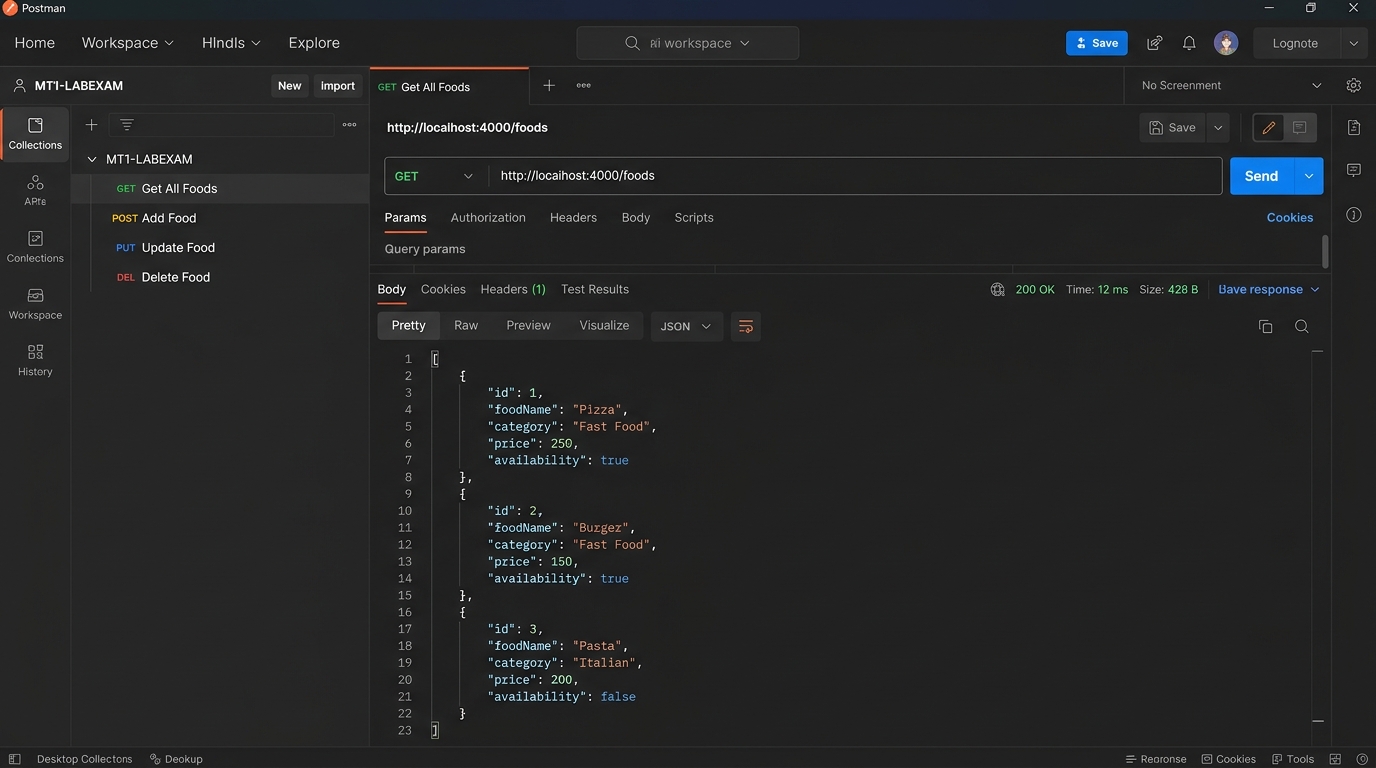 Postman
Home Workspace HIndIs Explore
workspace
Save
Lognote
MT'I-LABEXAM
New Import
GET Get All Foods
No Screenment
Collections
APIs
Conlections
Workspace
History
MT1-LABEXAM
GET Get All Foods
POST Add Food
PUT Update Food
DEL Delete Food
http://localhost:4000/foods
Save
GET http://localhost:4000/foods
Send
Params Authorization Headers Body Scripts
Cookies
Query params
Body Cookies Headers (1) Test Results
200 OK Time: 12 ms Size: 428 B
Bave response
Pretty Raw Preview Visualize JSON
1 [
2 {
3 "id": 1,
4 "foodName": "Pizza",
5 "category": "Fast Food",
6 "price": 250,
7 "availability": true
8 },
9 {
10 "id": 2,
11 "foodName": "Burgez",
12 "category": "Fast Food",
13 "price": 150,
14 "availability": true
15 },
16 {
17 "id": 3,
18 "foodName": "Pasta",
19 "category": "Italian",
20 "price": 200,
21 "availability": false
22 }
23 ]
Desktop Collectons Deokup
Reoronse Cookies Tools